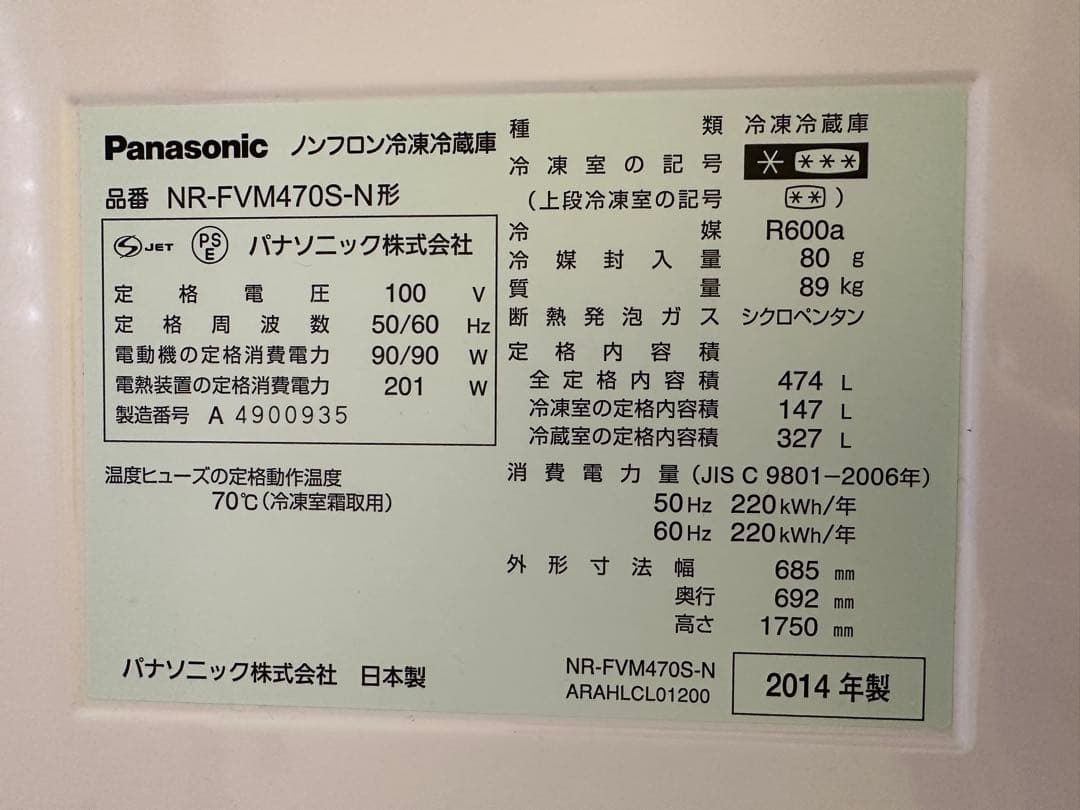 Panasonic ノンフロン冷凍冷蔵庫
品番 NR-FVM470S-N形
S JET PSE パナソニック株式会社
定格電圧 100 V
定格周波数 50/60 Hz
電動機の定格消費電力 90/90 W
電熱装置の定格消費電力 201 W
製造番号 A 4900935
温度ヒューズの定格動作温度
70℃(冷凍室霜取用)
種類 冷凍冷蔵庫
冷凍室の記号 * ***
(上段冷凍室の記号 ** )
冷媒 R600a
冷媒封入量 80 g
質量 89 kg
断熱発泡ガス シクロペンタン
定格内容積
全定格内容積 474 L
冷凍室の定格内容積 147 L
冷蔵室の定格内容積 327 L
消費電力量 (JIS C 9801-2006年)
50Hz 220kWh/年
60Hz 220kWh/年
外形寸法幅 685 mm
奥行 692 mm
高さ 1750 mm
パナソニック株式会社 日本製
NR-FVM470S-N
ARAHLCL01200
2014年製